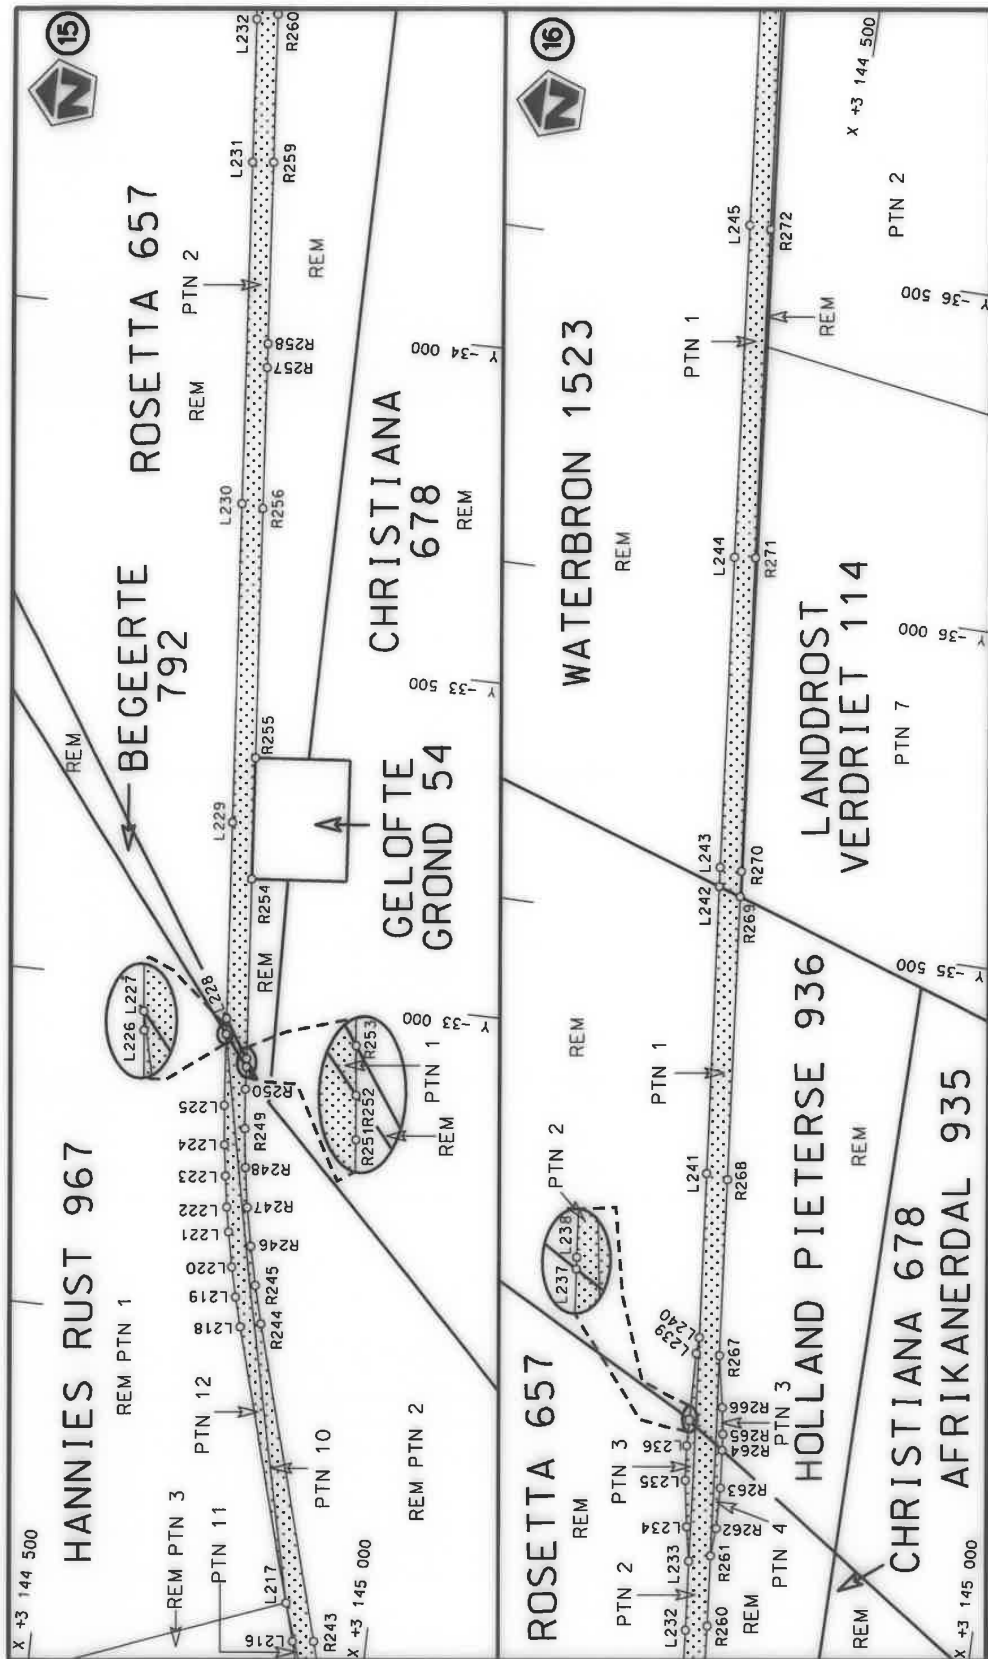 15
N
X +3 144 500
X +3 145 000
HANNIES RUST 967
REM PTN 1
REM PTN 3
PTN 11
PTN 12
PTN 10
REM PTN 2
L216
L217
L218
L219
L220
L221
L222
L223
L224
L225
L226 L227
L228
L229
L230
L231
L232
R243
R244
R245
R246
R247
R248
R249
R250
R251 R252 R253
PTN 1
REM
R254
R255
R256
R257
R258
R259
R260
REM
BEGEERTE
792
REM
ROSETTA 657
REM
PTN 2
REM
GELOFTE
GROND 54
CHRISTIANA
678
REM
Y -33 000
Y -33 500
Y -34 000
16
N
X +3 144 500
X +3 145 000
ROSETTA 657
REM
PTN 2
PTN 3
L232
L233
L234
L235
L236
L237 L238
PTN 2
L239
L240
L241
L242
L243
L244
L245
R260
R261
R262
R263
R264
R265
R266
R267
R268
R269
R270
R271
R272
REM
PTN 4
PTN 3
REM
PTN 1
HOLLAND PIETERSE 936
REM
CHRISTIANA 678
REM
AFRIKANERDAL 935
WATERBRON 1523
REM
PTN 1
REM
LANDDROST
VERDRIET 114
PTN 7
PTN 2
Y -35 500
Y -36 000
Y -36 500